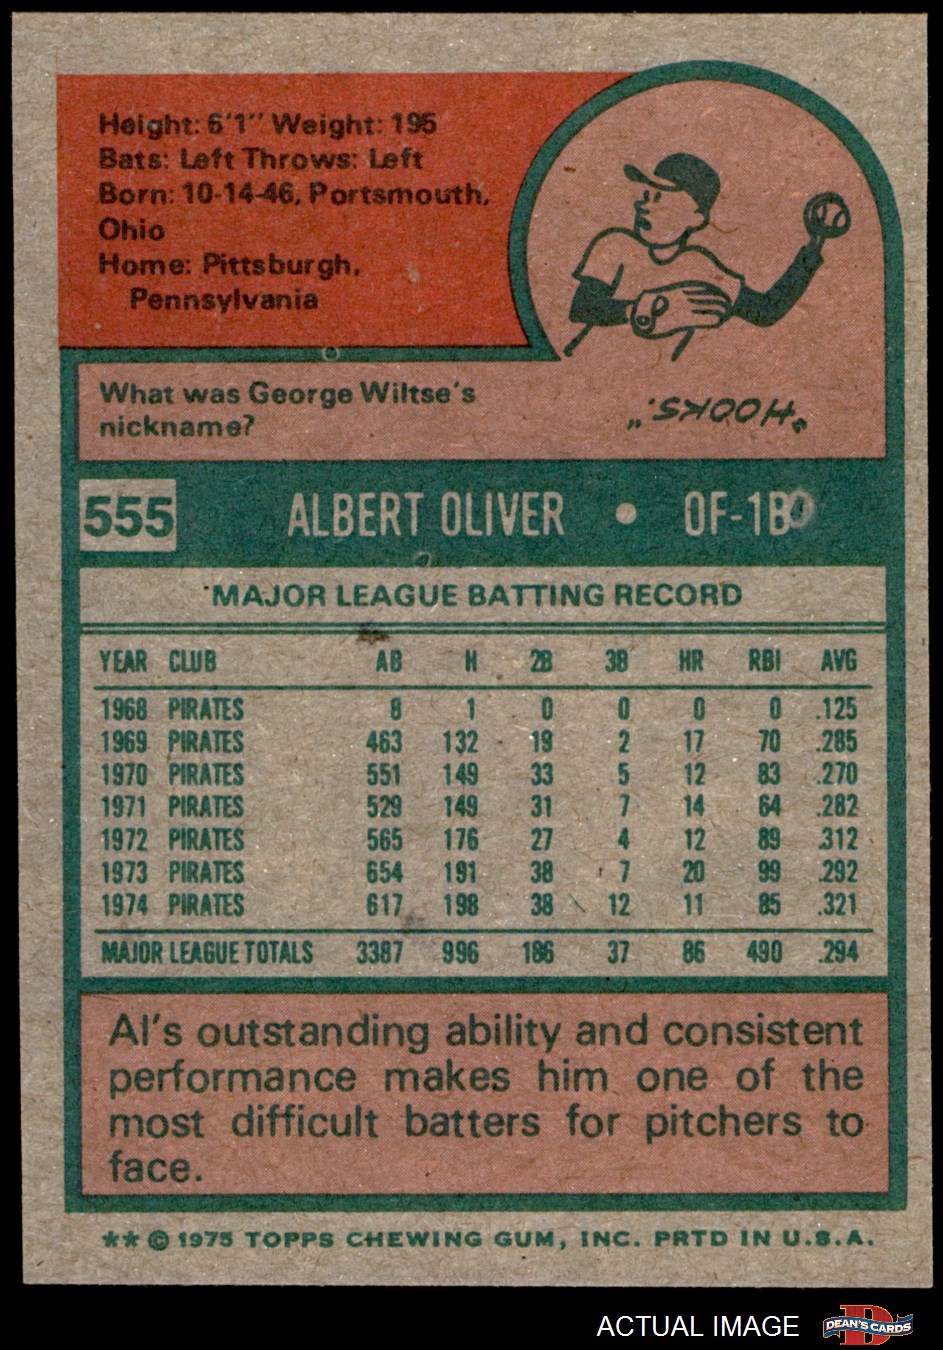 Height: 6'1" Weight: 195
Bats: Left Throws: Left
Born: 10-14-46, Portsmouth,
Ohio
Home: Pittsburgh,
Pennsylvania
What was George Wiltse's
nickname?
"HOOKS."
555 ALBERT OLIVER • OF-1B
MAJOR LEAGUE BATTING RECORD
YEAR CLUB AB H 2B 3B HR RBI AVG
1968 PIRATES 8 1 0 0 0 0 .125
1969 PIRATES 463 132 19 2 17 70 .285
1970 PIRATES 551 149 33 5 12 83 .270
1971 PIRATES 529 149 31 7 14 64 .282
1972 PIRATES 565 176 27 4 12 89 .312
1973 PIRATES 654 191 38 7 20 99 .292
1974 PIRATES 617 198 38 12 11 85 .321
MAJOR LEAGUE TOTALS 3387 996 186 37 86 490 .294
Al's outstanding ability and consistent
performance makes him one of the
most difficult batters for pitchers to
face.
** © 1975 TOPPS CHEWING GUM, INC. PRTD IN U.S.A.
ACTUAL IMAGE DEAN'S CARDS